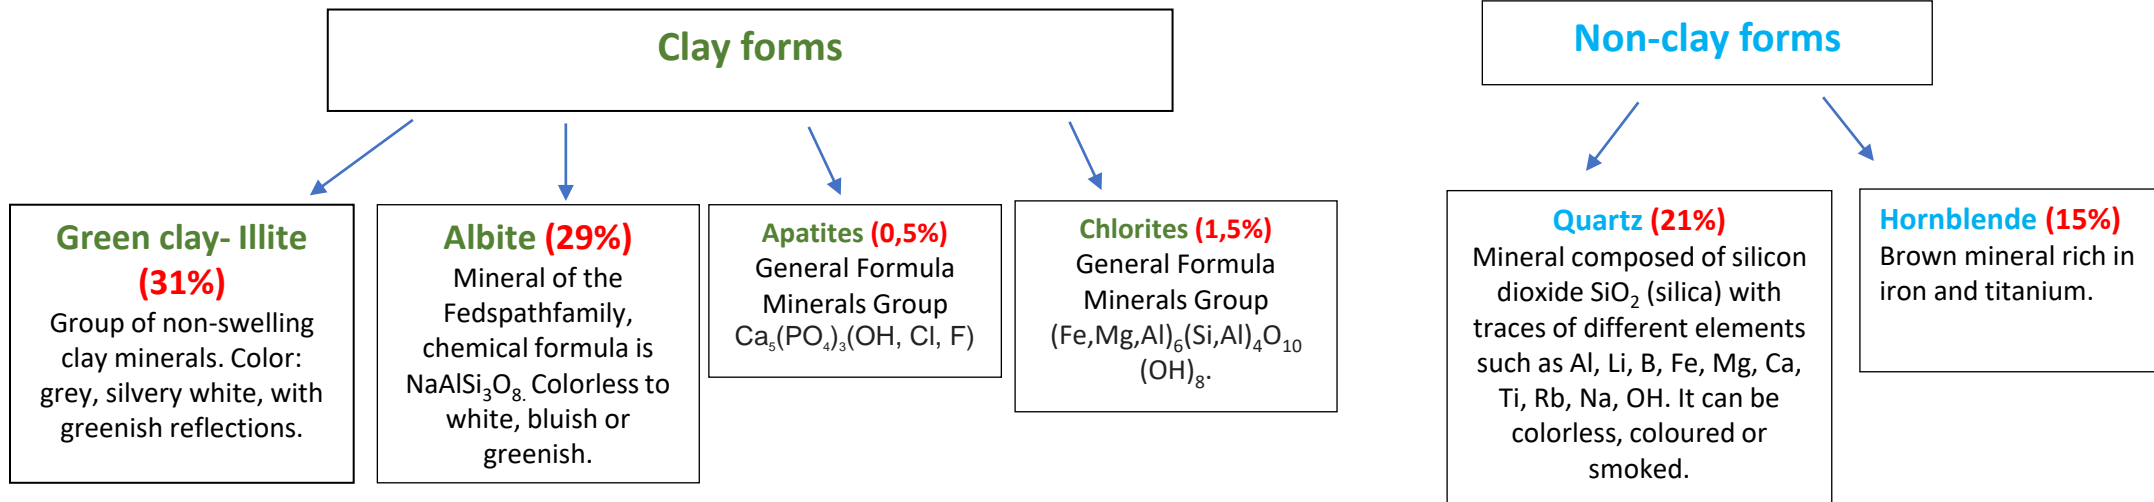 Clay forms
Green clay- Illite
(31%)
Group of non-swelling
clay minerals. Color:
grey, silvery white, with
greenish reflections.
Albite (29%)
Mineral of the
Fedspathfamily,
chemical formula is
NaAlSi₃O₈. Colorless to
white, bluish or
greenish.
Apatites (0,5%)
General Formula
Minerals Group
Ca₅(PO₄)₃(OH, Cl, F)
Chlorites (1,5%)
General Formula
Minerals Group
(Fe,Mg,Al)₆(Si,Al)₄O₁₀
(OH)₈.
Non-clay forms
Quartz (21%)
Mineral composed of silicon
dioxide SiO₂ (silica) with
traces of different elements
such as Al, Li, B, Fe, Mg, Ca,
Ti, Rb, Na, OH. It can be
colorless, coloured or
smoked.
Hornblende (15%)
Brown mineral rich in
iron and titanium.